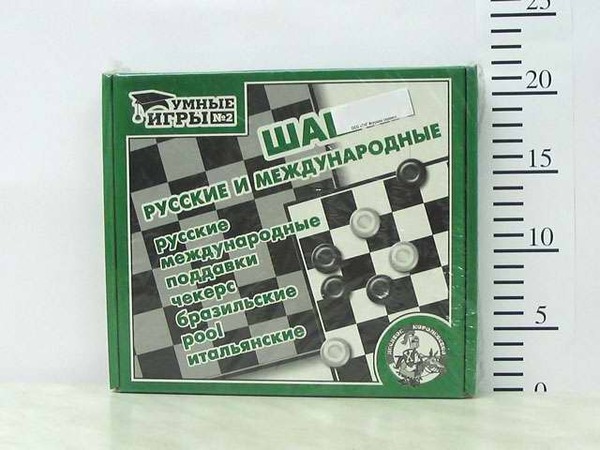 УМНЫЕ
ИГРЫ №2
ША
РУССКИЕ И МЕЖДУНАРОДНЫЕ
русские
международные
поддавки
чекерс
бразильские
pool
итальянские
25
20
15
10
5
0